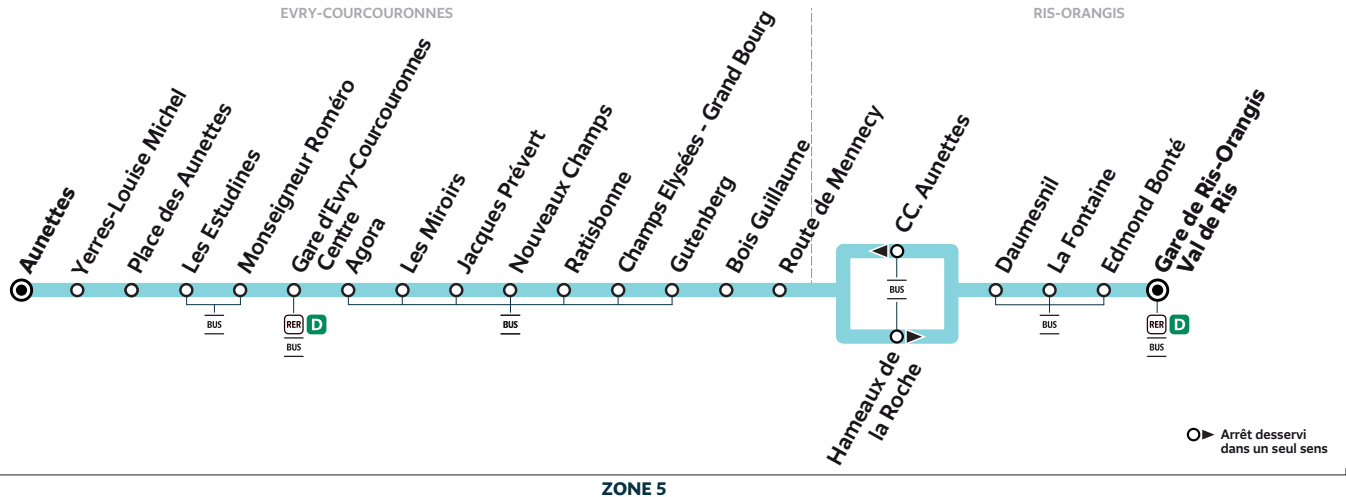 EVRY-COURCOURONNES
RIS-ORANGIS
Aunettes
Yerres-Louise Michel
Place des Aunettes
Les Estudines
Monseigneur Roméro
Gare d'Evry-Courcouronnes
Centre
Agora
Les Miroirs
Jacques Prévert
Nouveaux Champs
Ratisbonne
Champs Elysées - Grand Bourg
Gutenberg
Bois Guillaume
Route de Mennecy
CC. Aunettes
Hameaux de
la Roche
Daumesnil
La Fontaine
Edmond Bonté
Gare de Ris-Orangis
Val de Ris
BUS
RER D
BUS
BUS
BUS
BUS
RER D
BUS
Arrêt desservi
dans un seul sens
ZONE 5